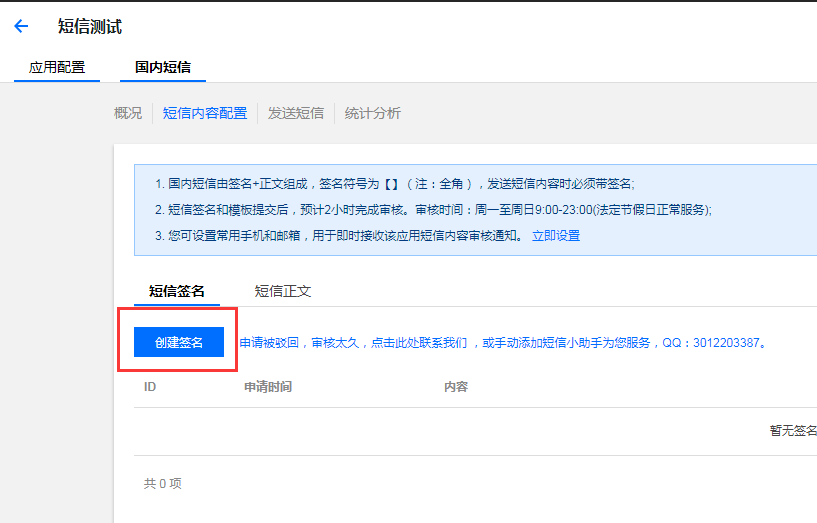 短信测试
应用配置 国内短信
概况 短信内容配置 发送短信 统计分析
1. 国内短信由签名+正文组成，签名符号为【】（注：全角），发送短信内容时必须带签名;
2. 短信签名和模板提交后，预计2小时完成审核。审核时间：周一至周日9:00-23:00(法定节假日正常服务);
3. 您可设置常用手机和邮箱，用于即时接收该应用短信内容审核通知。 立即设置
短信签名 短信正文
创建签名 申请被驳回，审核太久，点击此处联系我们 ，或手动添加短信小助手为您服务，QQ：3012203387。
ID 申请时间 内容
暂无签名
共 0 项